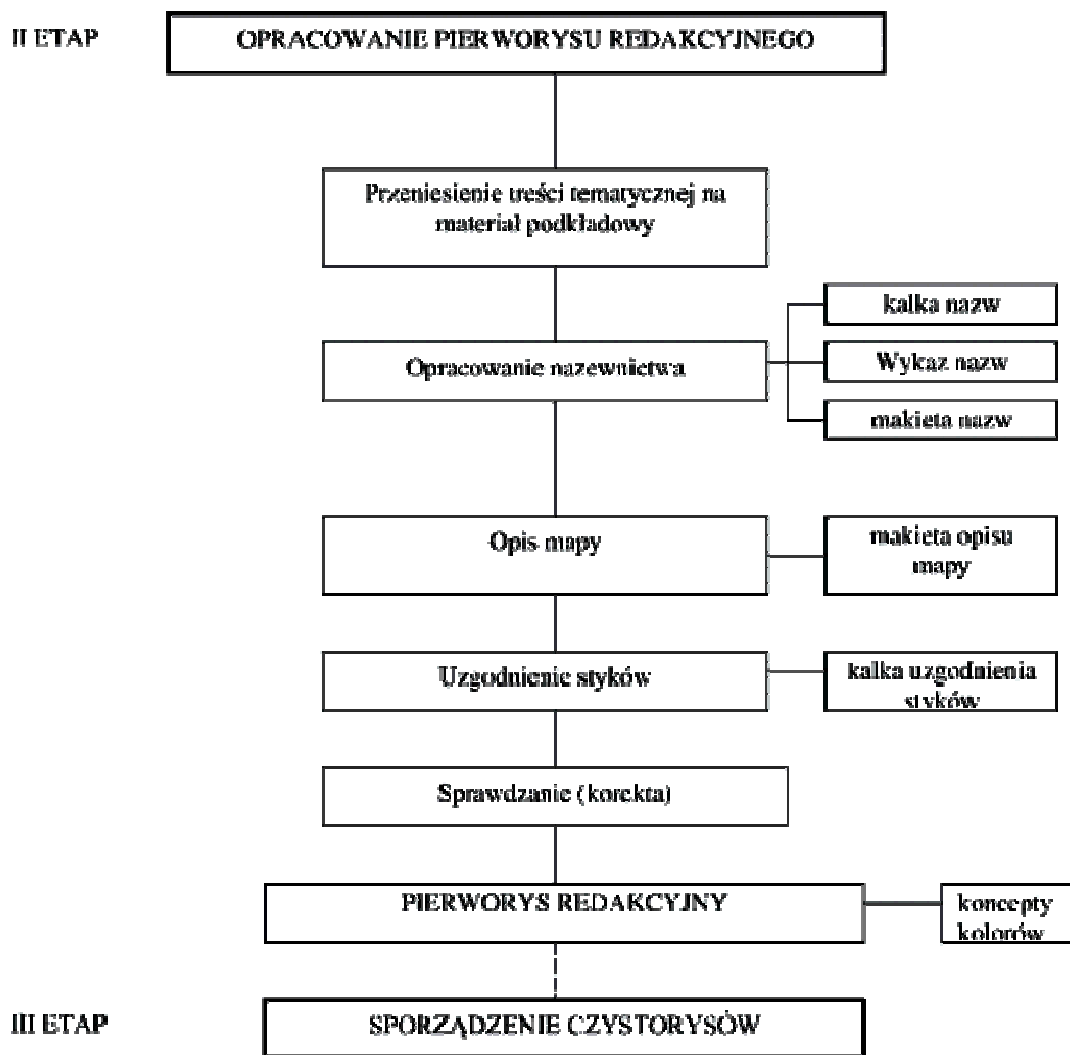 II ETAP
OPRACOWANIE PIERWORYSU REDAKCYJNEGO
Przeniesienie treści tematycznej na
materiał podkładowy
kalka nazw
Opracowanie nazewnictwa
Wykaz nazw
makieta nazw
Opis mapy
makieta opisu
mapy
Uzgodnienie styków
kalka uzgodnienia
styków
Sprawdzanie (korekta)
PIERWORYS REDAKCYJNY
koncepty
kolorów
III ETAP
SPORZĄDZENIE CZYSTORYSÓW